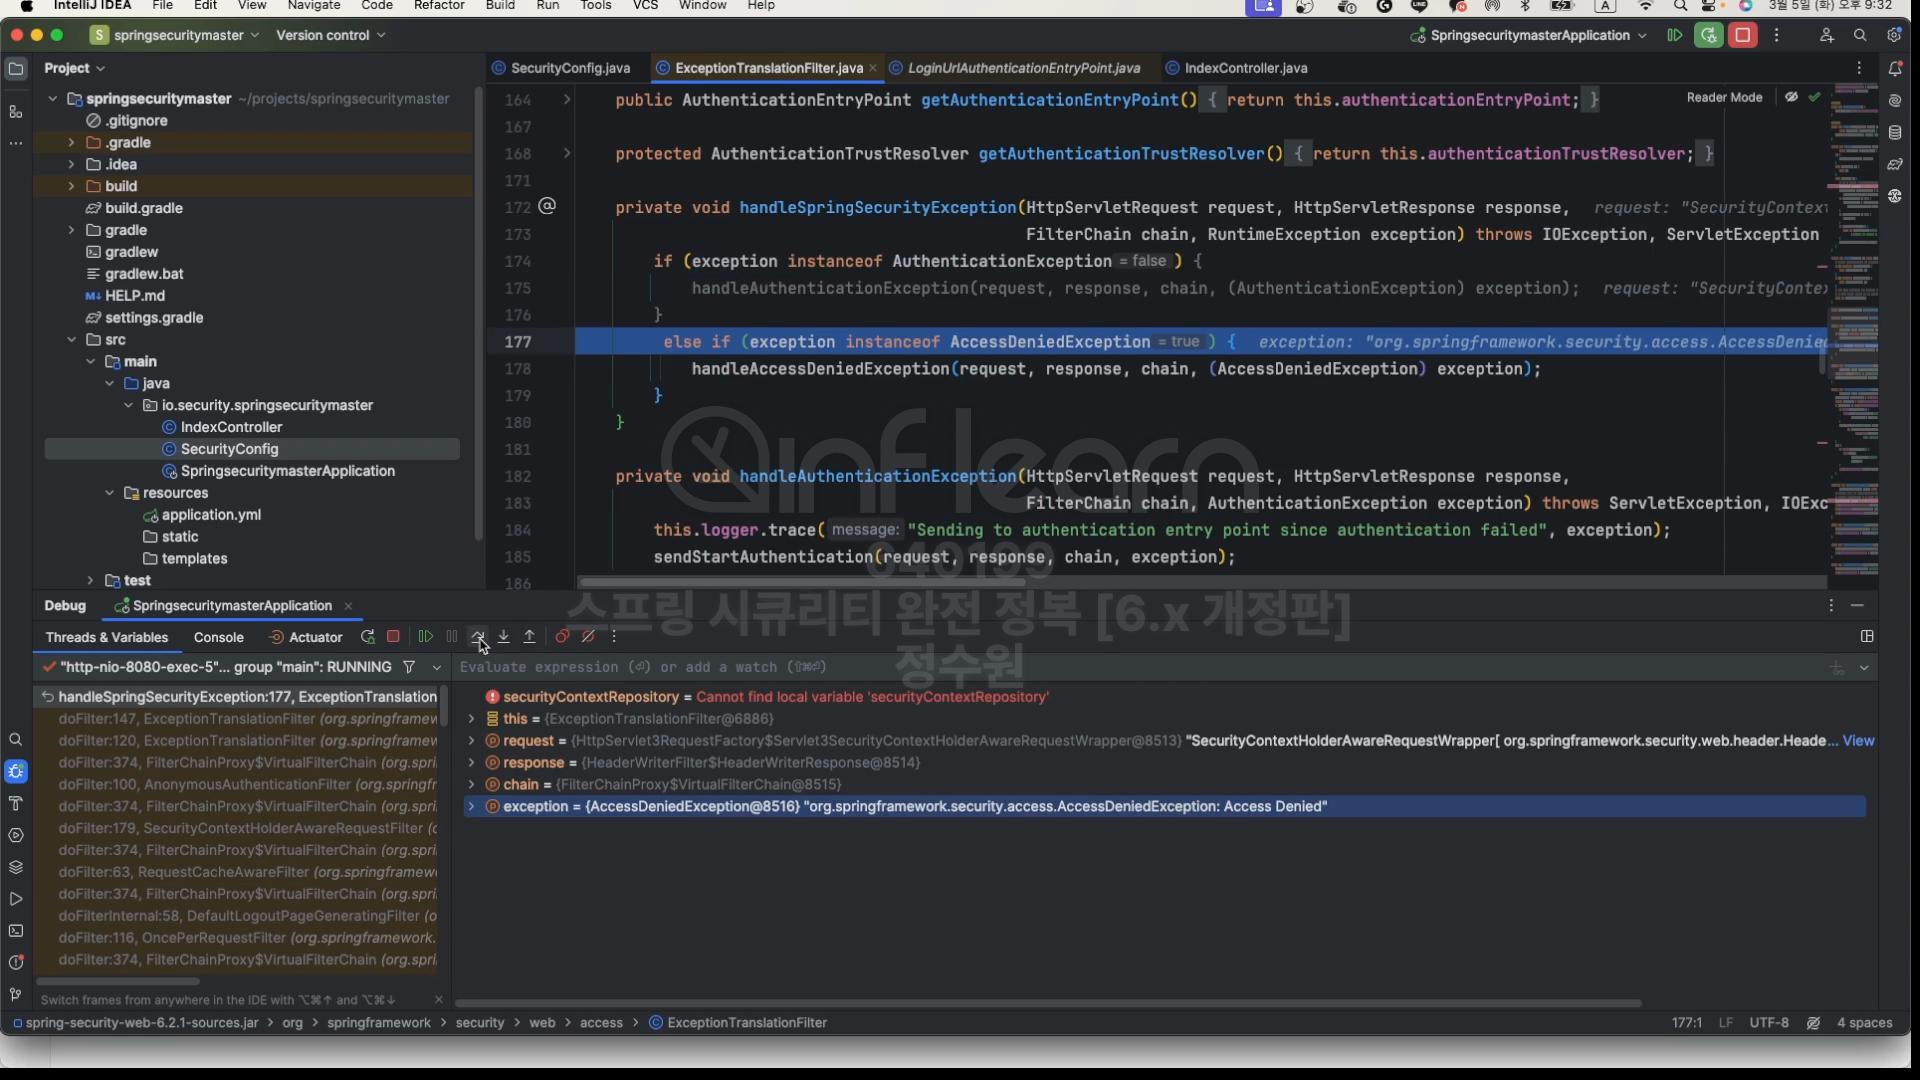 IntelliJ IDEA File Edit View Navigate Code Refactor Build Run Tools VCS Window Help A 3월 5일 (화) 오후 9:32
S springsecuritymaster Version control SpringsecuritymasterApplication
Project
SecurityConfig.java ExceptionTranslationFilter.java LoginUrlAuthenticationEntryPoint.java IndexController.java
springsecuritymaster ~/projects/springsecuritymaster
.gitignore
.gradle
.idea
build
build.gradle
gradle
gradlew
gradlew.bat
M↓ HELP.md
settings.gradle
src
main
java
io.security.springsecuritymaster
IndexController
SecurityConfig
SpringsecuritymasterApplication
resources
application.yml
static
templates
test
Reader Mode
164 public AuthenticationEntryPoint getAuthenticationEntryPoint() { return this.authenticationEntryPoint; }
167
168 protected AuthenticationTrustResolver getAuthenticationTrustResolver() { return this.authenticationTrustResolver; }
171
172 @ private void handleSpringSecurityException(HttpServletRequest request, HttpServletResponse response, request: "SecurityContext
173 FilterChain chain, RuntimeException exception) throws IOException, ServletException
174 if (exception instanceof AuthenticationException = false ) {
175 handleAuthenticationException(request, response, chain, (AuthenticationException) exception); request: "SecurityContex
176 }
177 else if (exception instanceof AccessDeniedException = true ) { exception: "org.springframework.security.access.AccessDenied
178 handleAccessDeniedException(request, response, chain, (AccessDeniedException) exception);
179 }
180 }
181
182 private void handleAuthenticationException(HttpServletRequest request, HttpServletResponse response,
183 FilterChain chain, AuthenticationException exception) throws ServletException, IOExc
184 this.logger.trace( message: "Sending to authentication entry point since authentication failed", exception);
185 sendStartAuthentication(request, response, chain, exception);
186
inflearn
스프링 시큐리티 완전 정복 [6.x 개정판]
정수원
Debug SpringsecuritymasterApplication
Threads & Variables Console Actuator
"http-nio-8080-exec-5"... group "main": RUNNING
Evaluate expression (⏎) or add a watch (⇧⌘⏎)
handleSpringSecurityException:177, ExceptionTranslation
doFilter:147, ExceptionTranslationFilter (org.springframew
doFilter:120, ExceptionTranslationFilter (org.springframew
doFilter:374, FilterChainProxy$VirtualFilterChain (org.spri
doFilter:100, AnonymousAuthenticationFilter (org.springf
doFilter:374, FilterChainProxy$VirtualFilterChain (org.spri
doFilter:179, SecurityContextHolderAwareRequestFilter (o
doFilter:374, FilterChainProxy$VirtualFilterChain (org.spri
doFilter:63, RequestCacheAwareFilter (org.springframewo
doFilter:374, FilterChainProxy$VirtualFilterChain (org.spri
doFilterInternal:58, DefaultLogoutPageGeneratingFilter (o
doFilter:116, OncePerRequestFilter (org.springframework.
doFilter:374, FilterChainProxy$VirtualFilterChain (org.spri
Switch frames from anywhere in the IDE with ⌥⌘↑ and ⌥⌘↓
securityContextRepository = Cannot find local variable 'securityContextRepository'
this = {ExceptionTranslationFilter@6886}
request = {HttpServlet3RequestFactory$Servlet3SecurityContextHolderAwareRequestWrapper@8513} "SecurityContextHolderAwareRequestWrapper[ org.springframework.security.web.header.Heade... View
response = {HeaderWriterFilter$HeaderWriterResponse@8514}
chain = {FilterChainProxy$VirtualFilterChain@8515}
exception = {AccessDeniedException@8516} "org.springframework.security.access.AccessDeniedException: Access Denied"
spring-security-web-6.2.1-sources.jar > org > springframework > security > web > access > ExceptionTranslationFilter
177:1 LF UTF-8 4 spaces